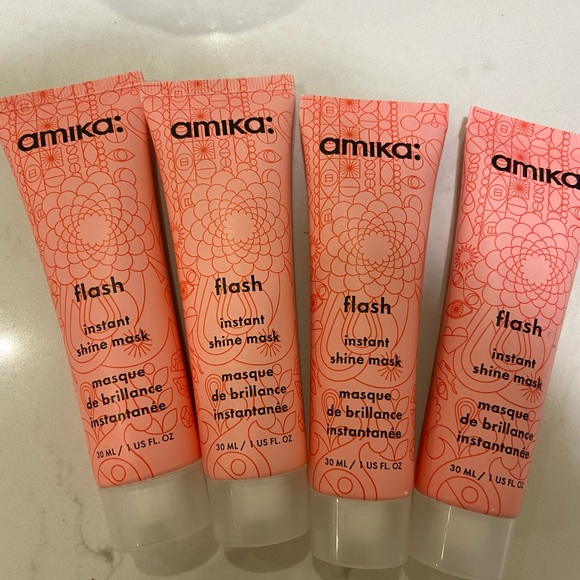 amika:
flash
instant
shine mask
masque
de brillance
instantanée
30 ML / 1 US FL. OZ
amika:
flash
instant
shine mask
masque
de brillance
instantanée
30 ML / 1 US FL. OZ
amika:
flash
instant
shine mask
masque
de brillance
instantanée
30 ML / 1 US FL. OZ
amika:
flash
instant
shine mask
masque
de brillance
instantanée
30 ML / 1 US FL. OZ